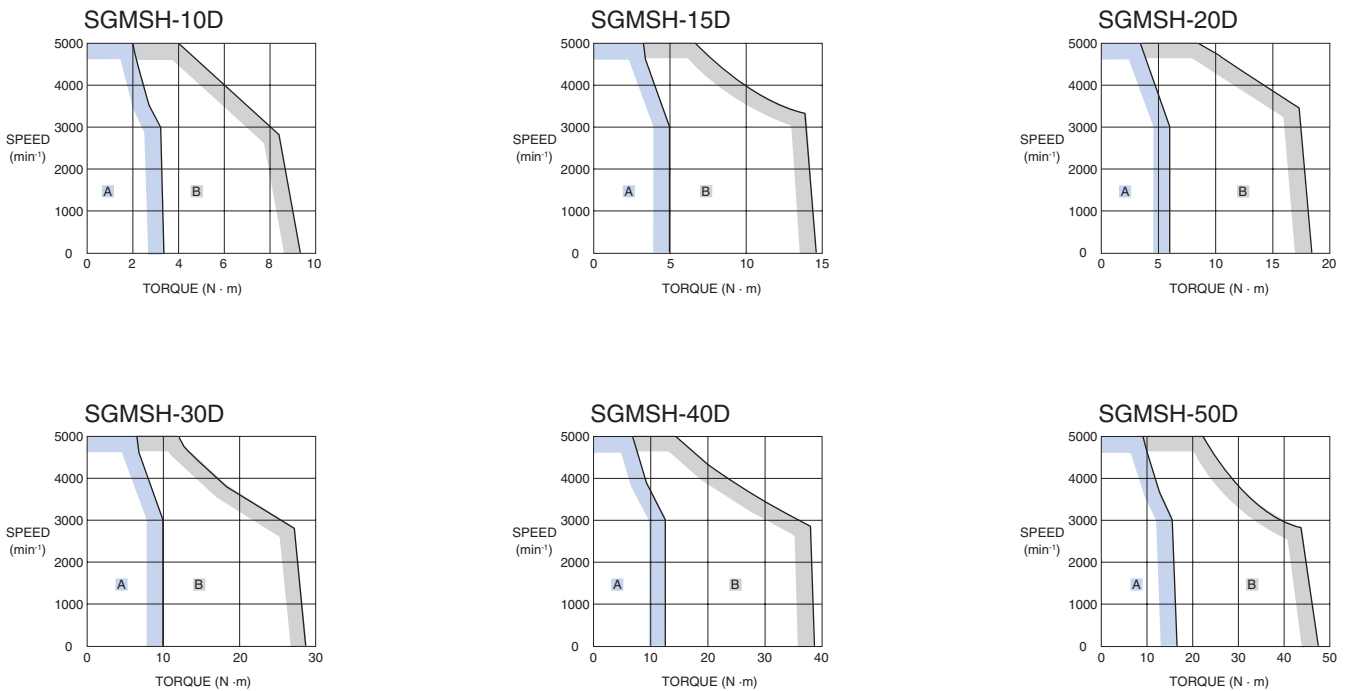 SGMSH-10D
5000
4000
3000
2000
1000
0
SPEED
(min-1)
A
B
0 2 4 6 8 10
TORQUE (N · m)
SGMSH-15D
5000
4000
3000
2000
1000
0
SPEED
(min-1)
A
B
0 5 10 15
TORQUE (N · m)
SGMSH-20D
5000
4000
3000
2000
1000
0
SPEED
(min-1)
A
B
0 5 10 15 20
TORQUE (N · m)
SGMSH-30D
5000
4000
3000
2000
1000
0
SPEED
(min-1)
A
B
0 10 20 30
TORQUE (N ·m)
SGMSH-40D
5000
4000
3000
2000
1000
0
SPEED
(min-1)
A
B
0 10 20 30 40
TORQUE (N · m)
SGMSH-50D
5000
4000
3000
2000
1000
0
SPEED
(min-1)
A
B
0 10 20 30 40 50
TORQUE (N · m)